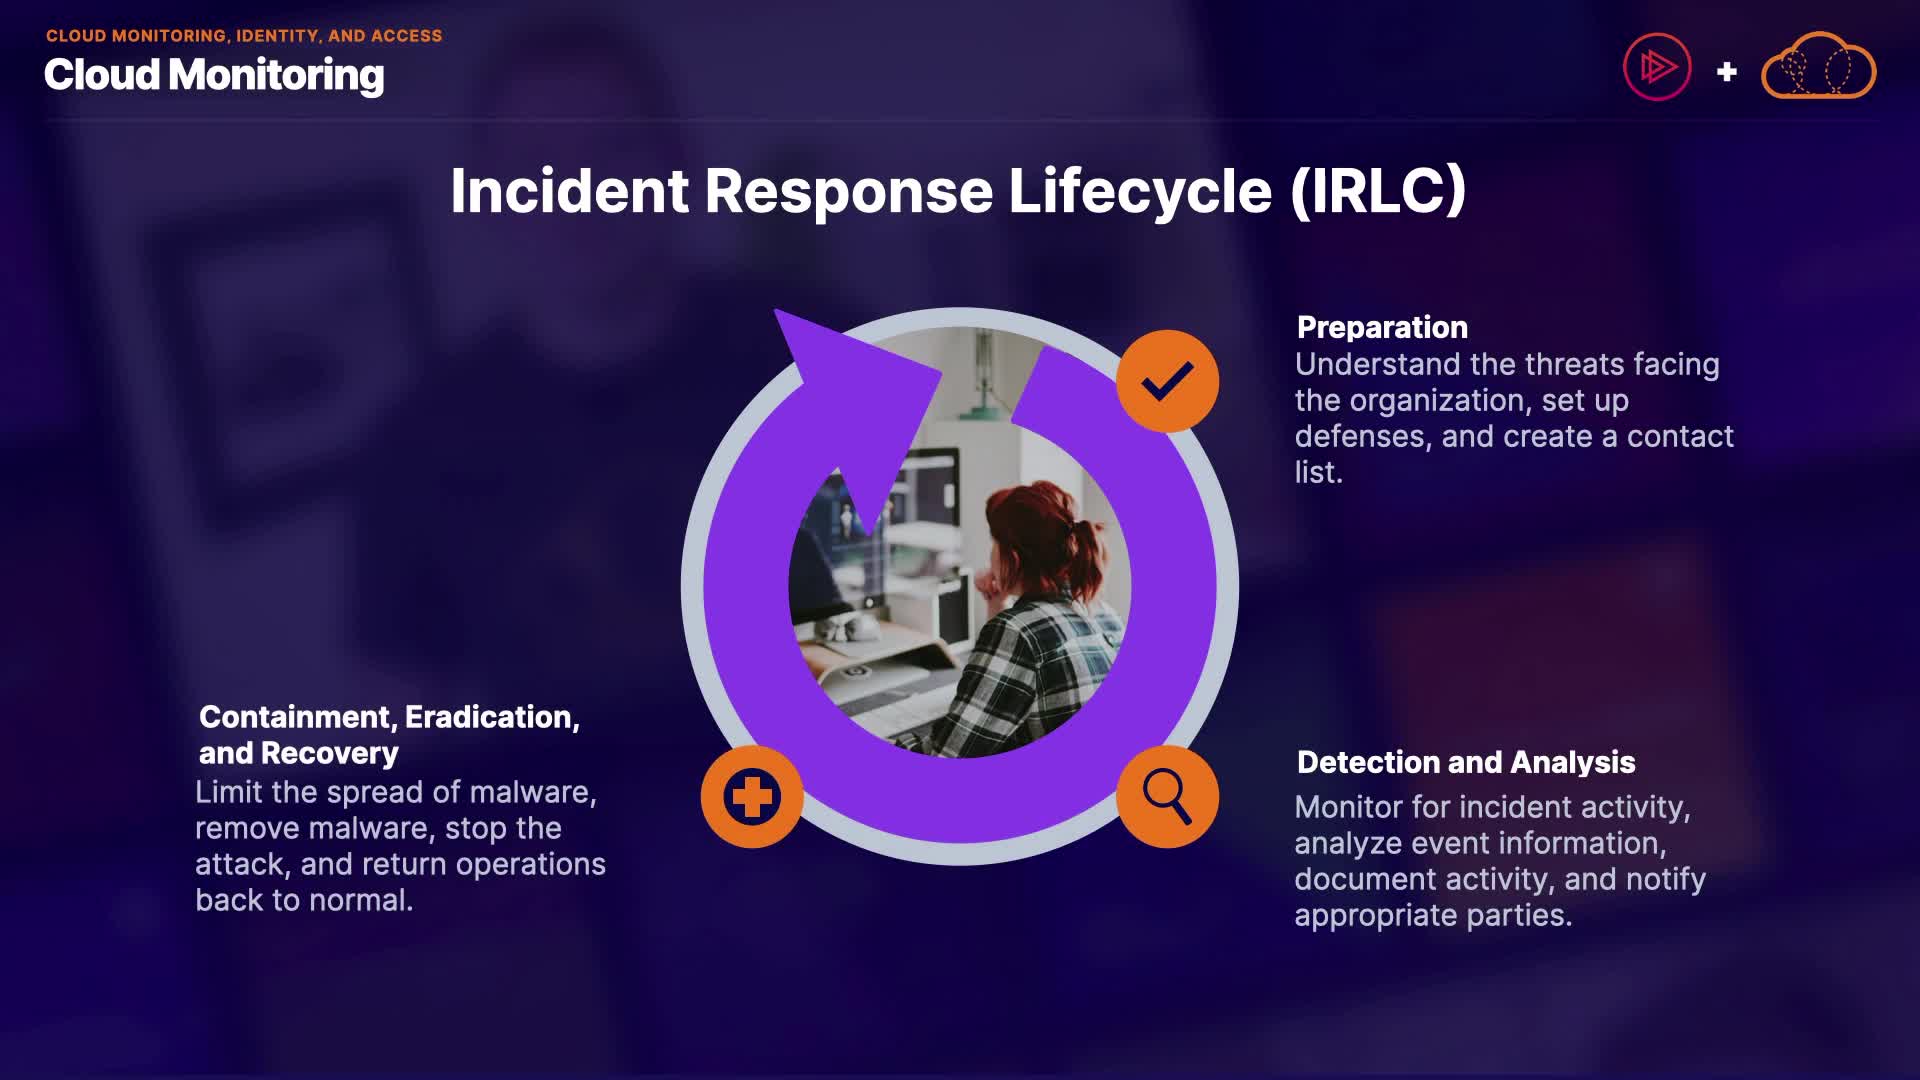 CLOUD MONITORING, IDENTITY, AND ACCESS
Cloud Monitoring
Incident Response Lifecycle (IRLC)
Preparation
Understand the threats facing
the organization, set up
defenses, and create a contact
list.
Containment, Eradication,
and Recovery
Limit the spread of malware,
remove malware, stop the
attack, and return operations
back to normal.
Detection and Analysis
Monitor for incident activity,
analyze event information,
document activity, and notify
appropriate parties.